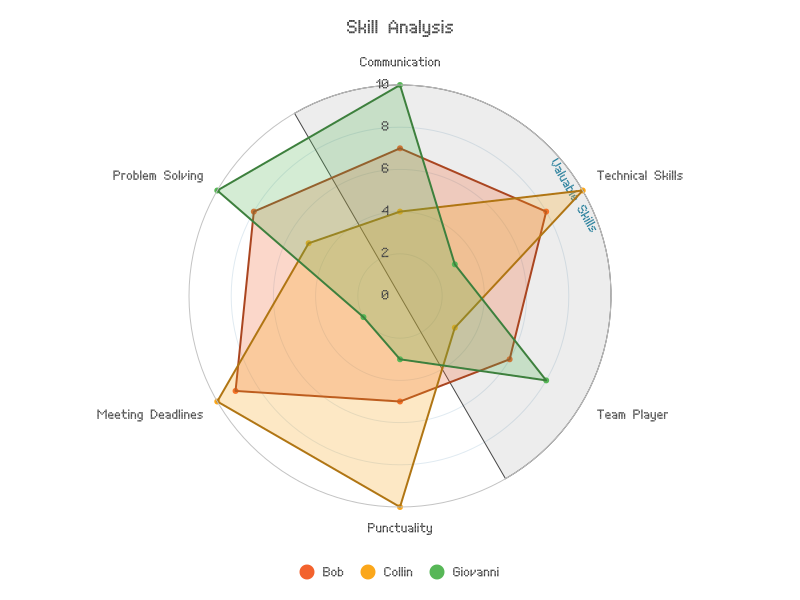 Skill Analysis
Communication
10
8
6
4
2
0
Problem Solving
Technical Skills
Valuable Skills
Meeting Deadlines
Team Player
Punctuality
Bob
Collin
Giovanni